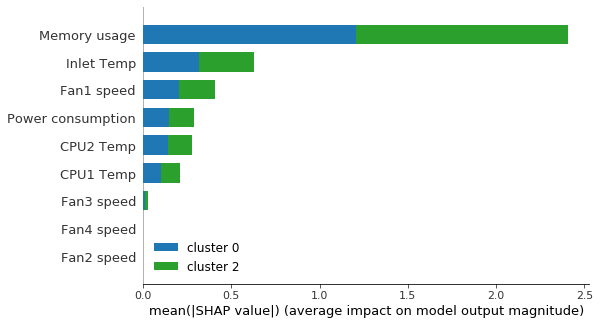 Memory usage
Inlet Temp
Fan1 speed
Power consumption
CPU2 Temp
CPU1 Temp
Fan3 speed
Fan4 speed
Fan2 speed
cluster 0
cluster 2
0.0 0.5 1.0 1.5 2.0 2.5
mean(|SHAP value|) (average impact on model output magnitude)